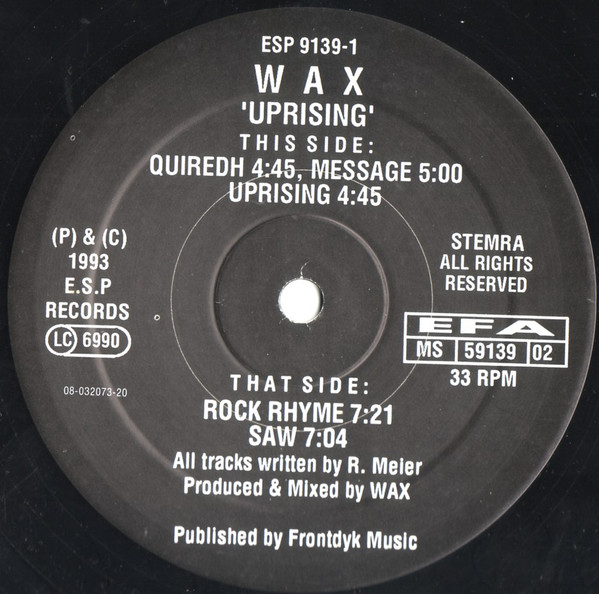 ESP 9139-1
WAX
'UPRISING'
THIS SIDE:
QUIREDH 4:45, MESSAGE 5:00
UPRISING 4:45
(P) & (C)
1993
E.S.P
RECORDS
LC 6990
08-032073-20
STEMRA
ALL RIGHTS
RESERVED
EFA
MS 59139 02
33 RPM
THAT SIDE:
ROCK RHYME 7:21
SAW 7:04
All tracks written by R. Meier
Produced & Mixed by WAX
Published by Frontdyk Music